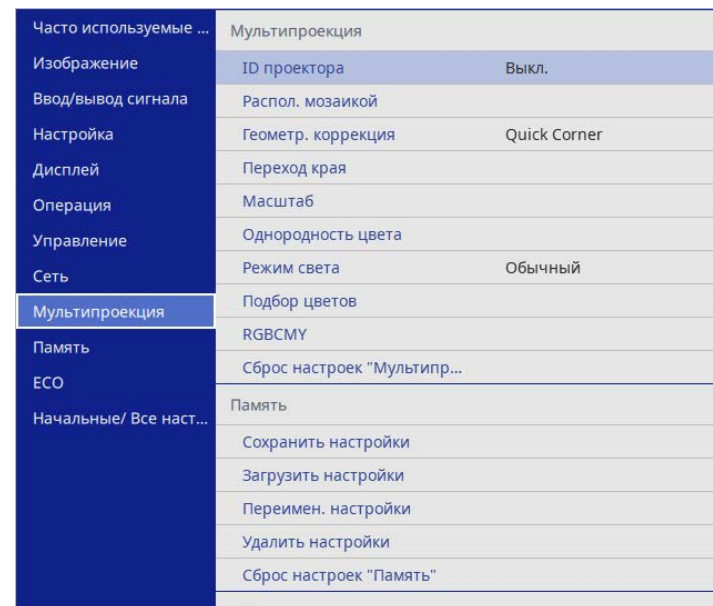 Часто используемые ...
Изображение
Ввод/вывод сигнала
Настройка
Дисплей
Операция
Управление
Сеть
Мультипроекция
Память
ECO
Начальные/ Все наст...
Мультипроекция
ID проектора Выкл.
Распол. мозаикой
Геометр. коррекция Quick Corner
Переход края
Масштаб
Однородность цвета
Режим света Обычный
Подбор цветов
RGBCMY
Сброс настроек "Мультипр...
Память
Сохранить настройки
Загрузить настройки
Переимен. настройки
Удалить настройки
Сброс настроек "Память"